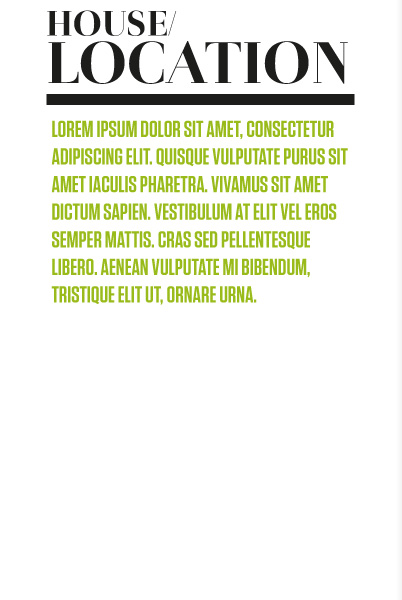 HOUSE/
LOCATION
LOREM IPSUM DOLOR SIT AMET, CONSECTETUR
ADIPISCING ELIT. QUISQUE VULPUTATE PURUS SIT
AMET IACULIS PHARETRA. VIVAMUS SIT AMET
DICTUM SAPIEN. VESTIBULUM AT ELIT VEL EROS
SEMPER MATTIS. CRAS SED PELLENTESQUE
LIBERO. AENEAN VULPUTATE MI BIBENDUM,
TRISTIQUE ELIT UT, ORNARE URNA.